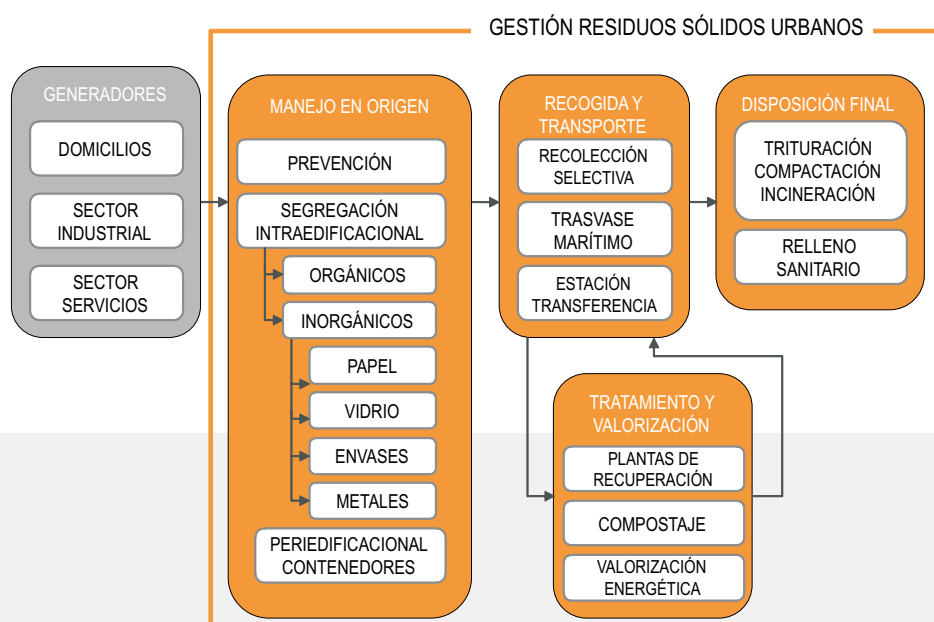 GESTIÓN RESIDUOS SÓLIDOS URBANOS
GENERADORES
DOMICILIOS
SECTOR
INDUSTRIAL
SECTOR
SERVICIOS
MANEJO EN ORIGEN
PREVENCIÓN
SEGREGACIÓN
INTRAEDIFICACIONAL
ORGÁNICOS
INORGÁNICOS
PAPEL
VIDRIO
ENVASES
METALES
PERIEDIFICACIONAL
CONTENEDORES
RECOGIDA Y
TRANSPORTE
RECOLECCIÓN
SELECTIVA
TRASVASE
MARÍTIMO
ESTACIÓN
TRANSFERENCIA
DISPOSICIÓN FINAL
TRITURACIÓN
COMPACTACIÓN
INCINERACIÓN
RELLENO
SANITARIO
TRATAMIENTO Y
VALORIZACIÓN
PLANTAS DE
RECUPERACIÓN
COMPOSTAJE
VALORIZACIÓN
ENERGÉTICA